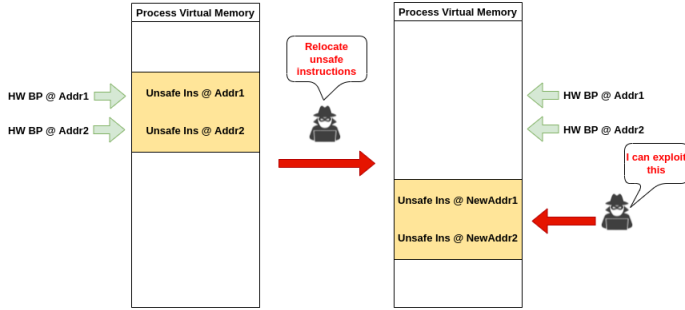 Process Virtual Memory
HW BP @ Addr1
HW BP @ Addr2
Unsafe Ins @ Addr1
Unsafe Ins @ Addr2
Relocate
unsafe
instructions
Process Virtual Memory
HW BP @ Addr1
HW BP @ Addr2
I can exploit
this
Unsafe Ins @ NewAddr1
Unsafe Ins @ NewAddr2